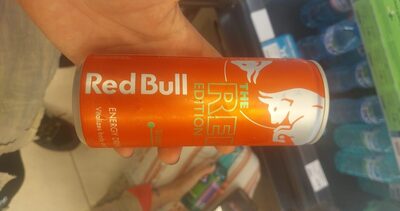 Red Bull
ENERGY DRINK
THE
RED
EDITION